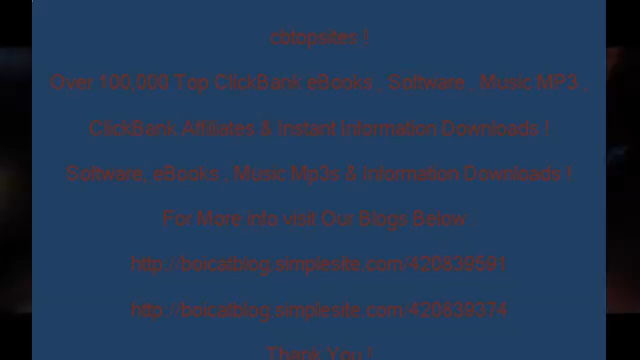 cbtopsites !
Over 100,000 Top ClickBank eBooks , Software , Music MP3 ,
ClickBank Affiliates & Instant Information Downloads !
Software, eBooks , Music Mp3s & Information Downloads !
For More info visit Our Blogs Below
http://boicatblog.simplesite.com/420839591
http://boicatblog.simplesite.com/420839374
Thank You !